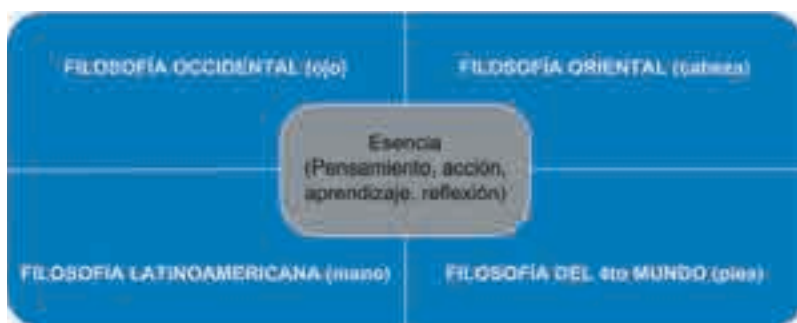 FILOSOFÍA OCCIDENTAL (ojo)
FILOSOFÍA ORIENTAL (cabeza)
Esencia
(Pensamiento, acción,
aprendizaje, reflexión)
FILOSOFÍA LATINOAMERICANA (mano)
FILOSOFÍA DEL 4to MUNDO (pies)